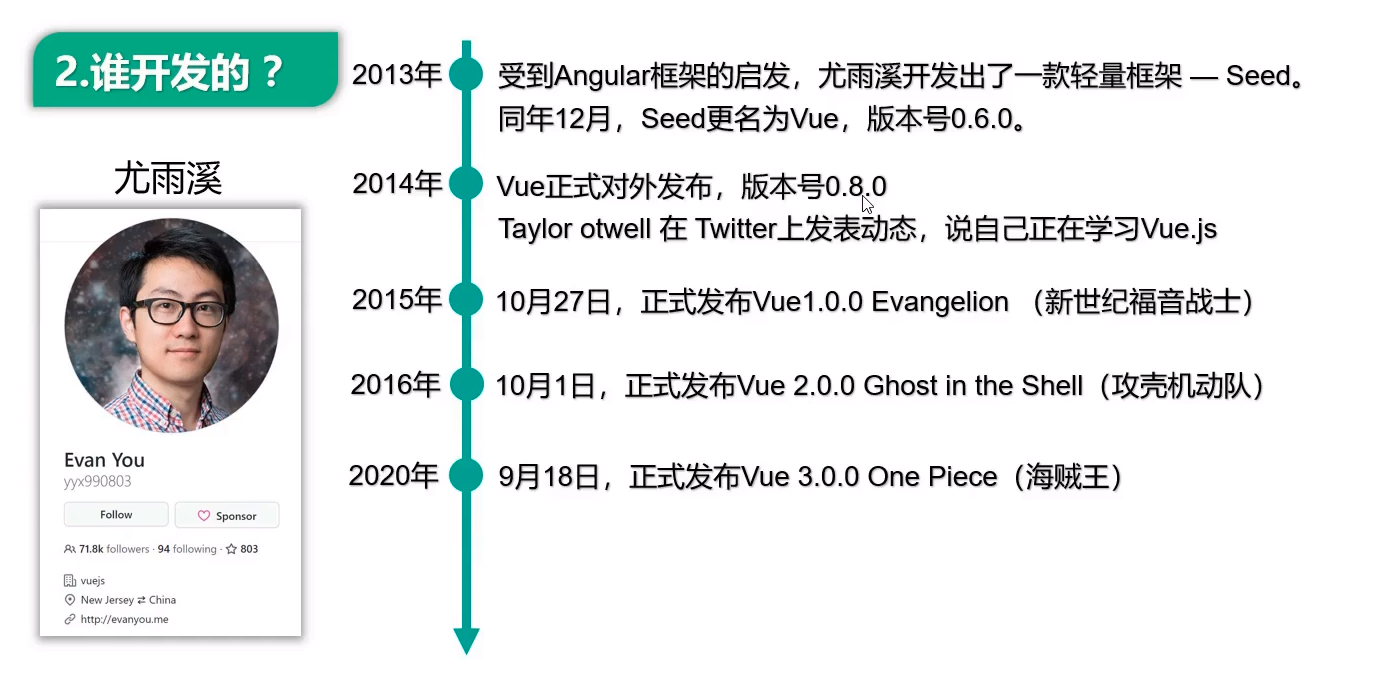 2.谁开发的？
尤雨溪
Evan You
yyx990803
Follow
Sponsor
71.8k followers · 94 following · 803
vuejs
New Jersey ⇄ China
http://evanyou.me
2013年
受到Angular框架的启发，尤雨溪开发出了一款轻量框架 — Seed。
同年12月，Seed更名为Vue，版本号0.6.0。
2014年
Vue正式对外发布，版本号0.8.0
Taylor otwell 在 Twitter上发表动态，说自己正在学习Vue.js
2015年
10月27日，正式发布Vue1.0.0 Evangelion （新世纪福音战士）
2016年
10月1日，正式发布Vue 2.0.0 Ghost in the Shell（攻壳机动队）
2020年
9月18日，正式发布Vue 3.0.0 One Piece（海贼王）